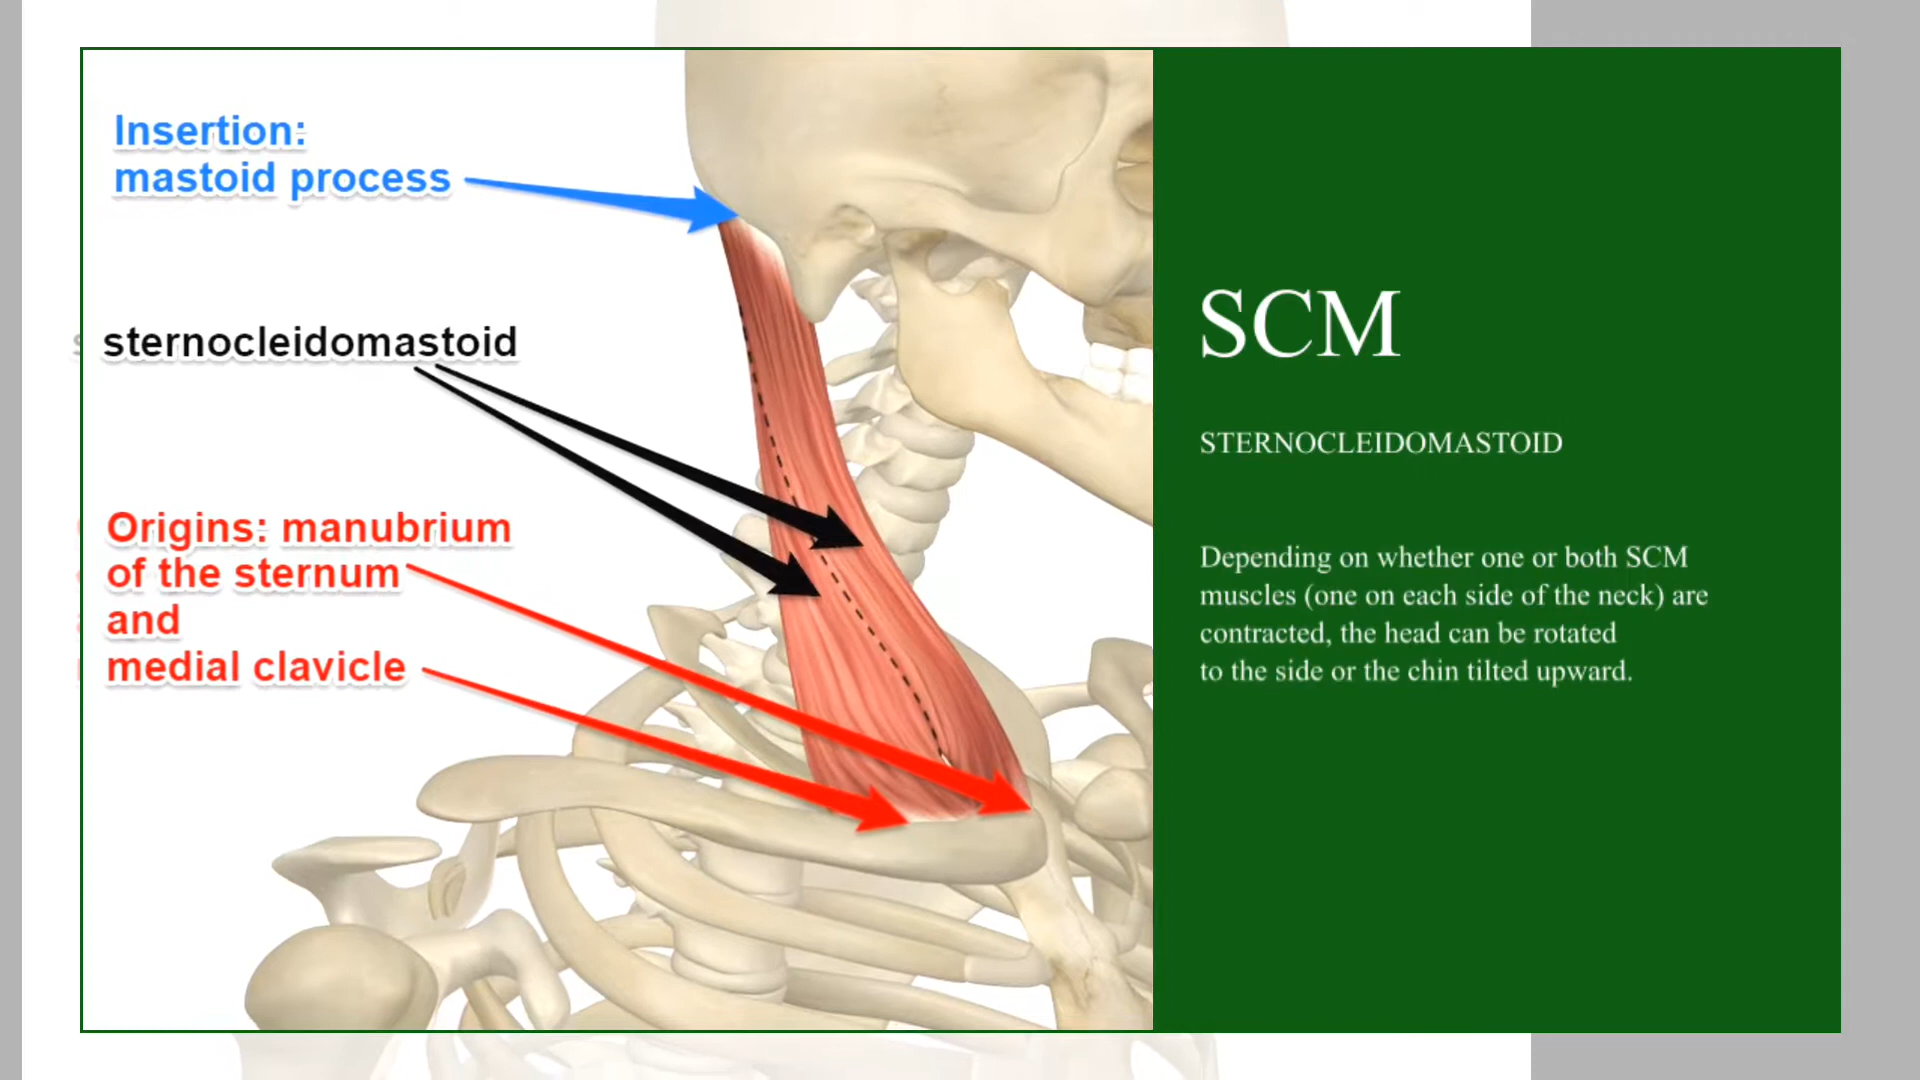 Insertion:
mastoid process
sternocleidomastoid
Origins: manubrium
of the sternum
and
medial clavicle
SCM
STERNOCLEIDOMASTOID
Depending on whether one or both SCM
muscles (one on each side of the neck) are
contracted, the head can be rotated
to the side or the chin tilted upward.